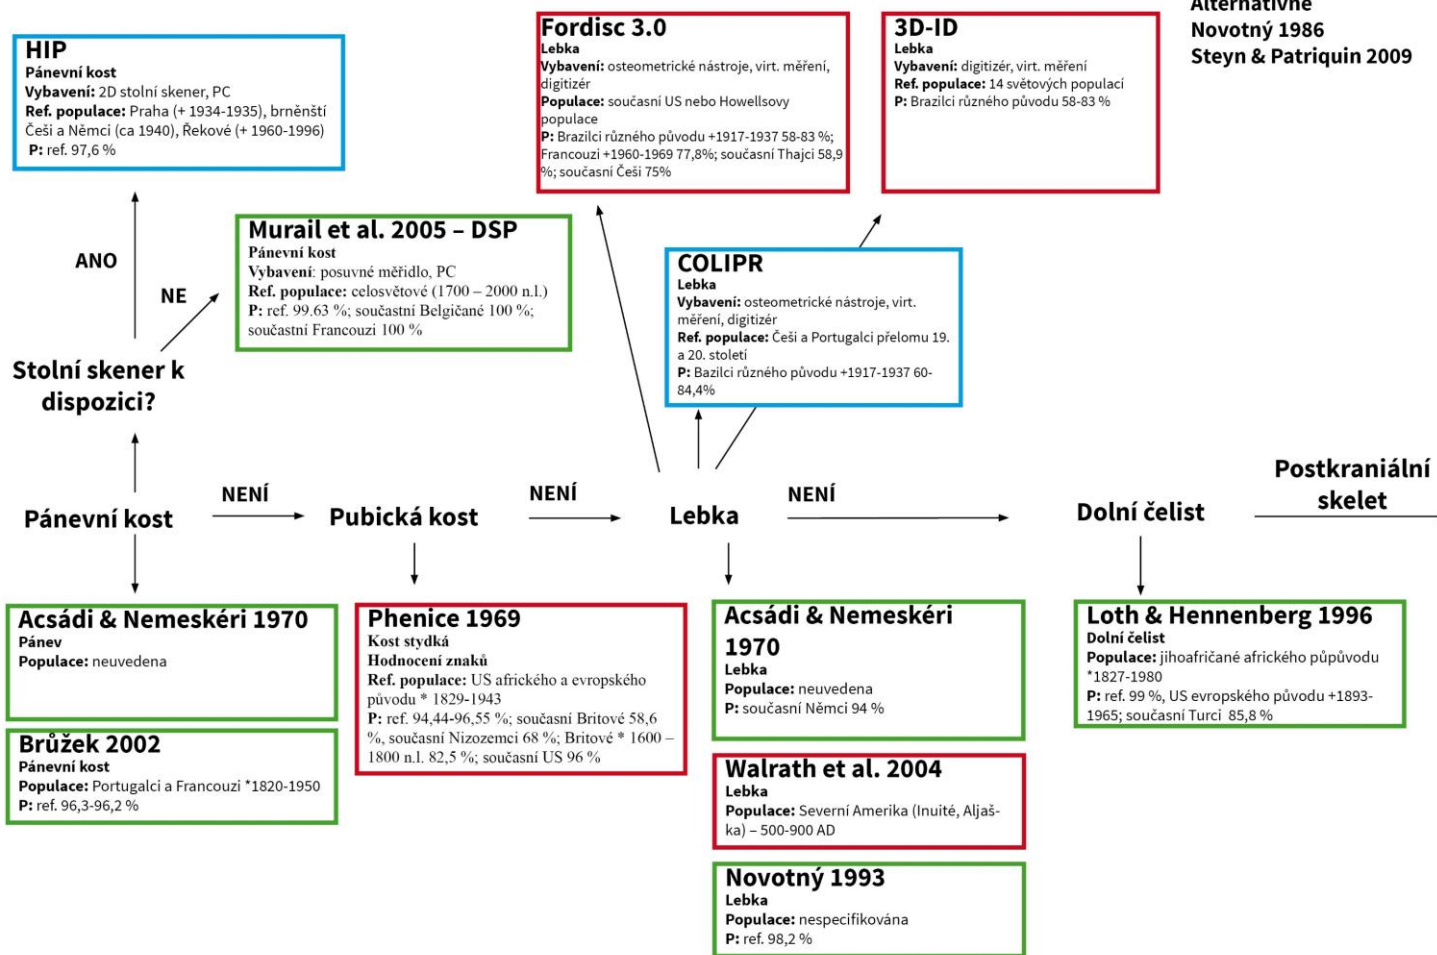 Alternativně
Novotný 1986
Steyn & Patriquin 2009
HIP
Pánevní kost
Vybavení: 2D stolní skener, PC
Ref. populace: Praha (+ 1934-1935), brněnští
Češi a Němci (ca 1940), Řekové (+ 1960-1996)
P: ref. 97,6 %
Fordisc 3.0
Lebka
Vybavení: osteometrické nástroje, virt. měření,
digitizér
Populace: současní US nebo Howellsovy
populace
P: Brazilci různého původu +1917-1937 58-83 %;
Francouzi +1960-1969 77,8%; současní Thajci 58,9
%; současní Češi 75%
3D-ID
Lebka
Vybavení: digitizér, virt. měření
Ref. populace: 14 světových populací
P: Brazilci různého původu 58-83 %
Murail et al. 2005 – DSP
Pánevní kost
Vybavení: posuvné měřidlo, PC
Ref. populace: celosvětové (1700 – 2000 n.l.)
P: ref. 99.63 %; součastní Belgičané 100 %;
součastní Francouzi 100 %
COLIPR
Lebka
Vybavení: osteometrické nástroje, virt.
měření, digitizér
Ref. populace: Češi a Portugalci přelomu 19.
a 20. století
P: Bazilci různého původu +1917-1937 60-
84,4%
ANO
NE
Stolní skener k
dispozici?
Pánevní kost
NENÍ
Pubická kost
NENÍ
Lebka
NENÍ
Dolní čelist
Postkraniální
skelet
Acsádi & Nemeskéri 1970
Pánev
Populace: neuvedena
Brůžek 2002
Pánevní kost
Populace: Portugalci a Francouzi *1820-1950
P: ref. 96,3-96,2 %
Phenice 1969
Kost stydká
Hodnocení znaků
Ref. populace: US afrického a evropského
původu * 1829-1943
P: ref. 94,44-96,55 %; současní Britové 58,6
%, současní Nizozemci 68 %; Britové * 1600 –
1800 n.l. 82,5 %; současní US 96 %
Acsádi & Nemeskéri
1970
Lebka
Populace: neuvedena
P: současní Němci 94 %
Walrath et al. 2004
Lebka
Populace: Severní Amerika (Inuité, Aljaš-
ka) – 500-900 AD
Novotný 1993
Lebka
Populace: nespecifikována
P: ref. 98,2 %
Loth & Hennenberg 1996
Dolní čelist
Populace: jihoafričané afrického půpůvodu
*1827-1980
P: ref. 99 %, US evropského původu +1893-
1965; současní Turci 85,8 %